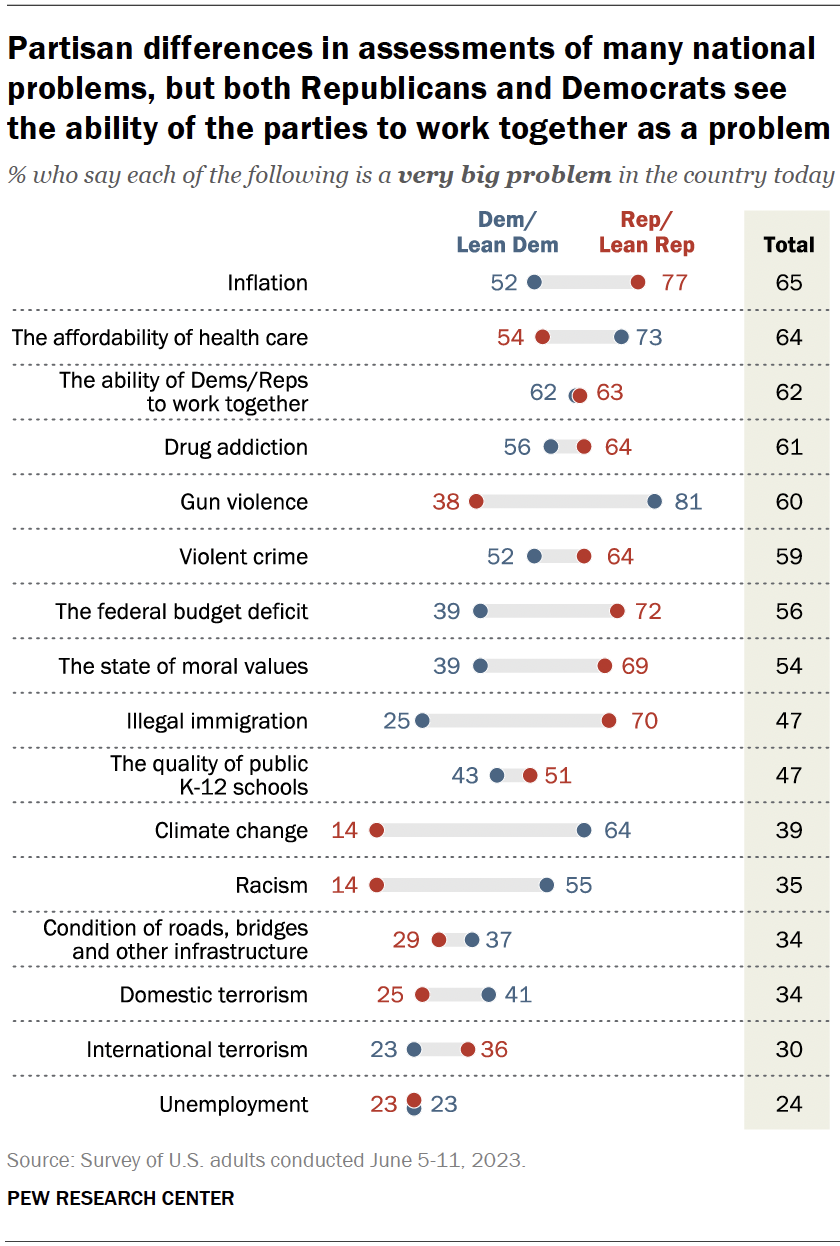 Partisan differences in assessments of many national
problems, but both Republicans and Democrats see
the ability of the parties to work together as a problem
% who say each of the following is a very big problem in the country today
Dem/ Rep/
Lean Dem Lean Rep Total
Inflation 52 77 65
The affordability of health care 54 73 64
The ability of Dems/Reps
to work together 62 63 62
Drug addiction 56 64 61
Gun violence 38 81 60
Violent crime 52 64 59
The federal budget deficit 39 72 56
The state of moral values 39 69 54
Illegal immigration 25 70 47
The quality of public
K-12 schools 43 51 47
Climate change 14 64 39
Racism 14 55 35
Condition of roads, bridges
and other infrastructure 29 37 34
Domestic terrorism 25 41 34
International terrorism 23 36 30
Unemployment 23 23 24
Source: Survey of U.S. adults conducted June 5-11, 2023.
PEW RESEARCH CENTER